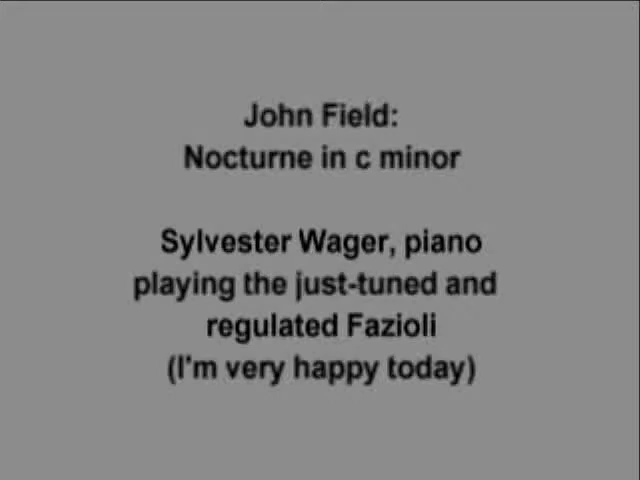 John Field:
Nocturne in c minor
Sylvester Wager, piano
playing the just-tuned and
regulated Fazioli
(I'm very happy today)